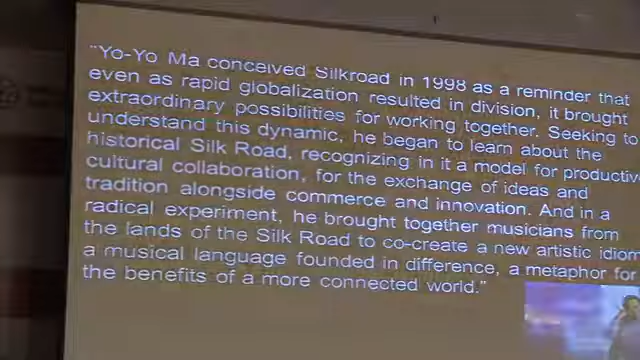 "Yo-Yo Ma conceived Silkroad in 1998 as a reminder that
even as rapid globalization resulted in division, it brought
extraordinary possibilities for working together. Seeking to
understand this dynamic, he began to learn about the
historical Silk Road, recognizing in it a model for productiv
cultural collaboration, for the exchange of ideas and
tradition alongside commerce and innovation. And in a
radical experiment, he brought together musicians from
the lands of the Silk Road to co-create a new artistic idiom
a musical language founded in difference, a metaphor for
the benefits of a more connected world."